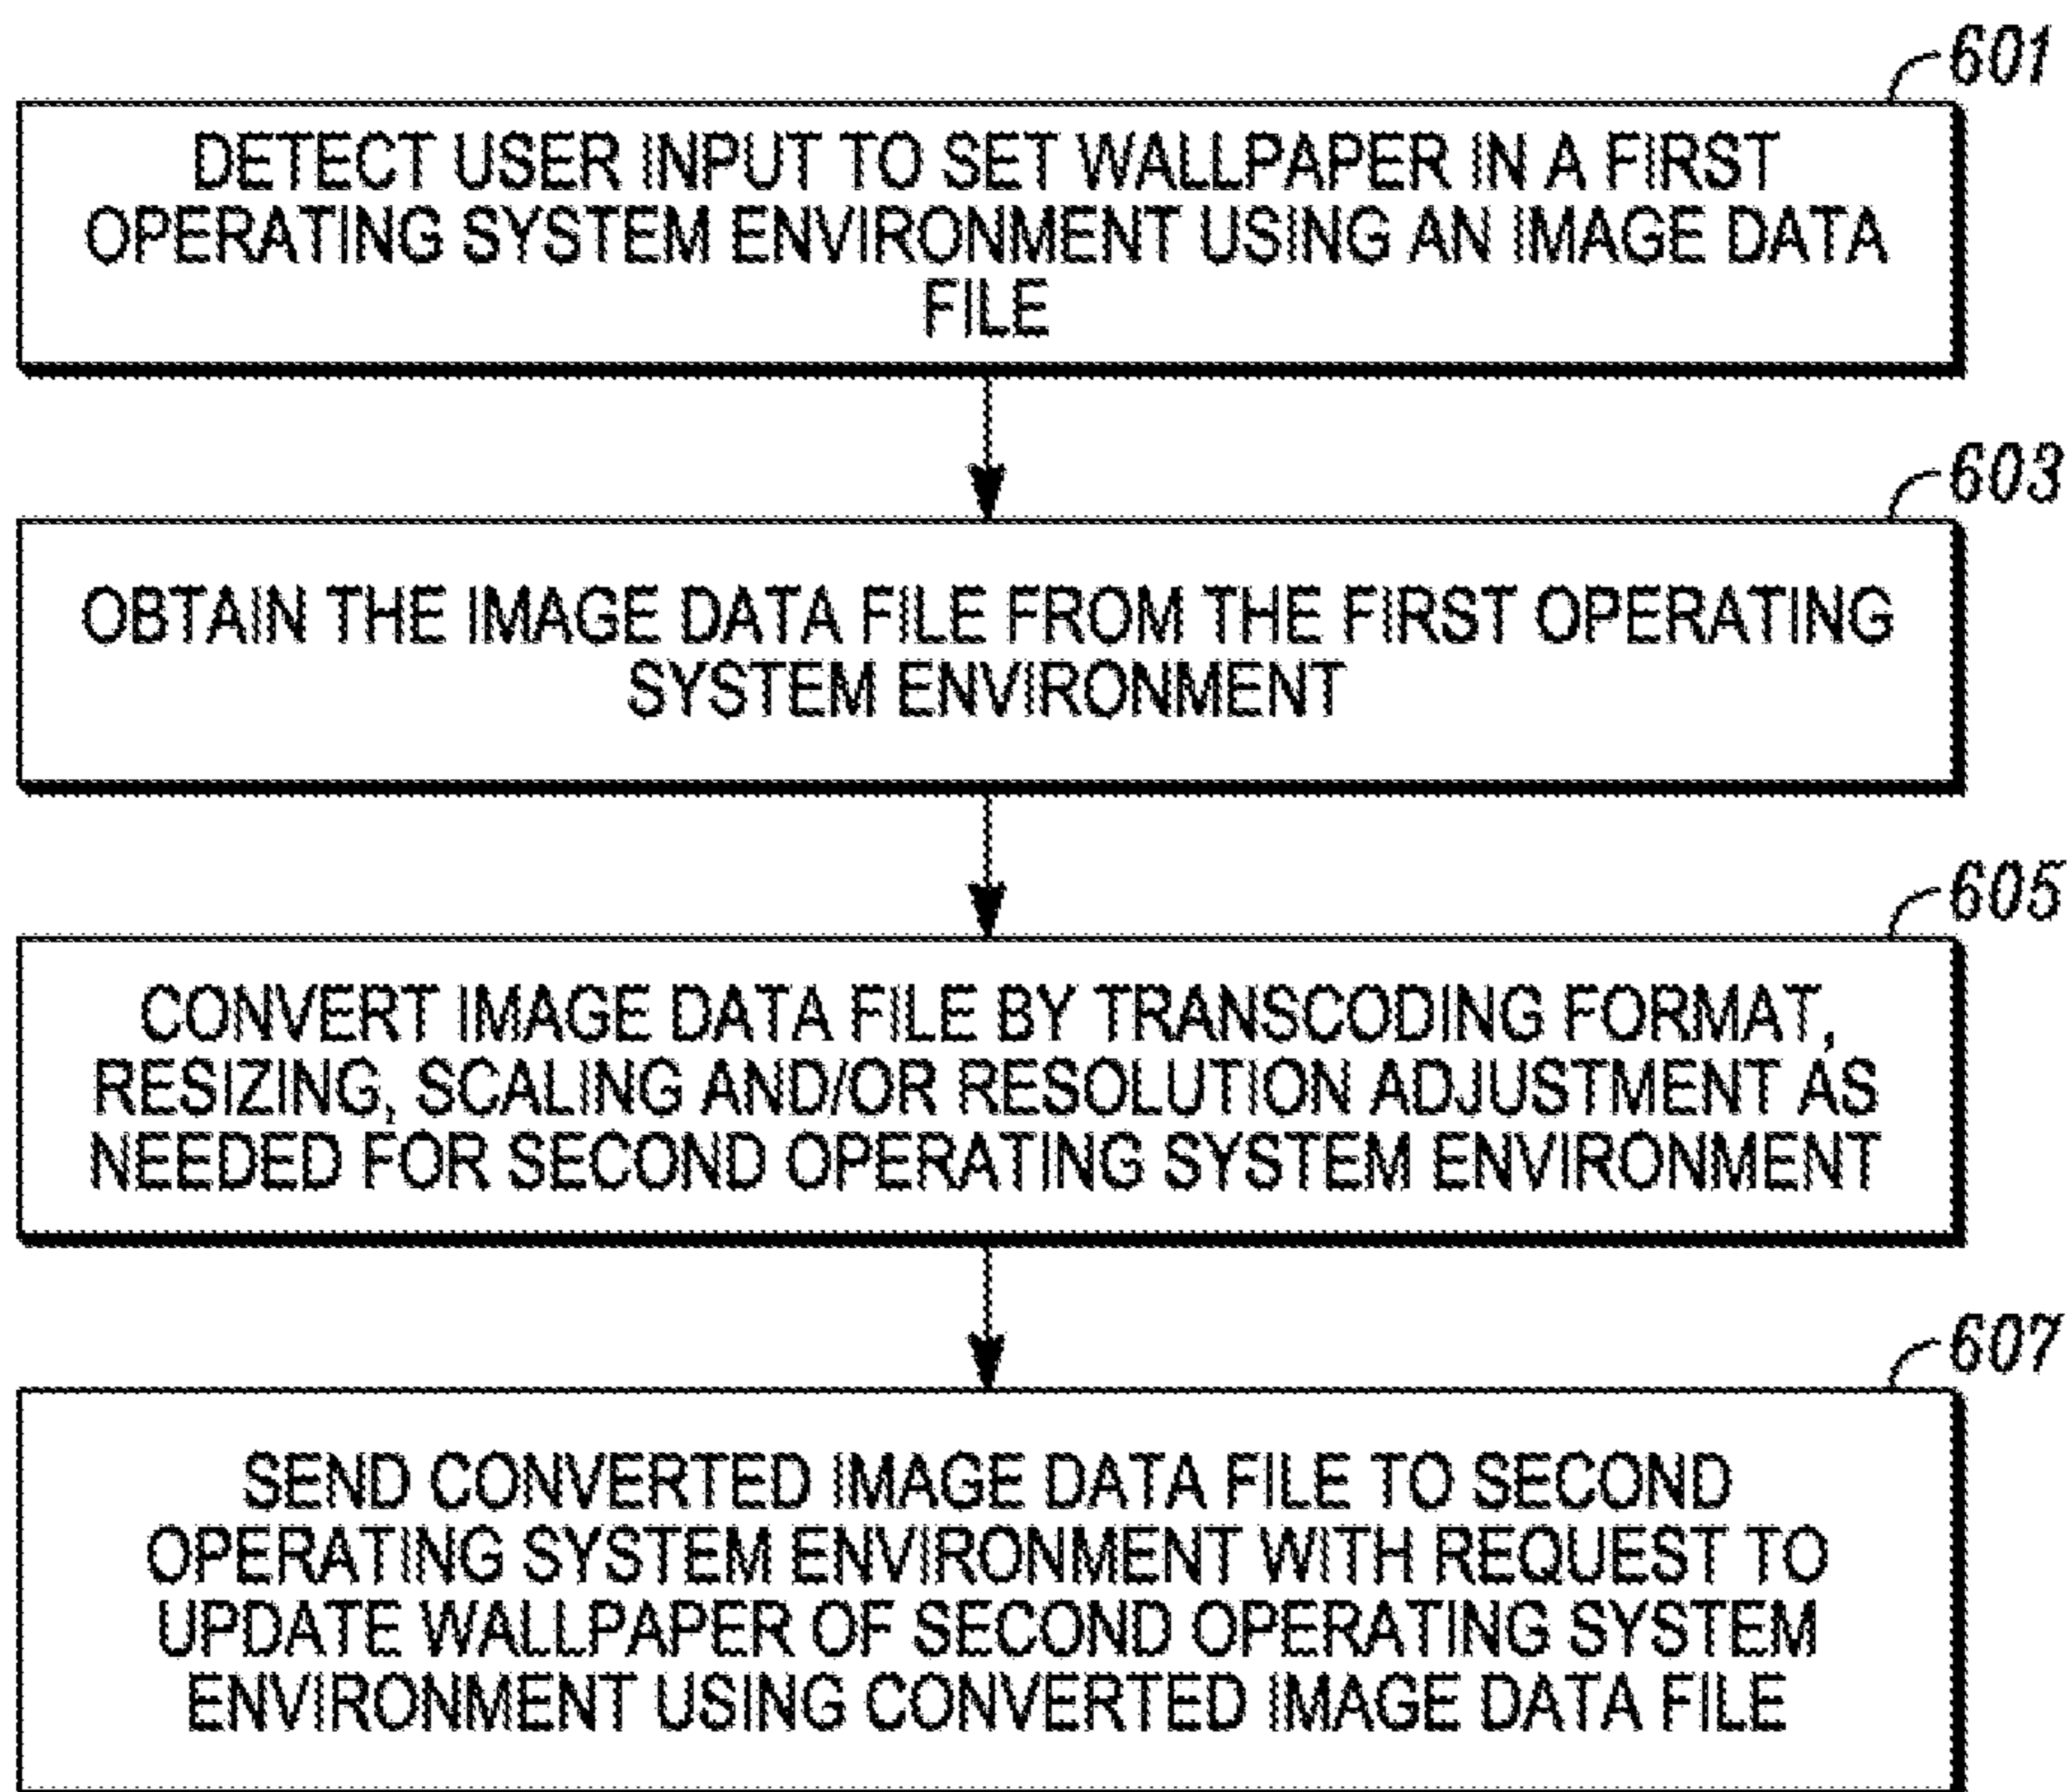 601
DETECT USER INPUT TO SET WALLPAPER IN A FIRST
OPERATING SYSTEM ENVIRONMENT USING AN IMAGE DATA
FILE
603
OBTAIN THE IMAGE DATA FILE FROM THE FIRST OPERATING
SYSTEM ENVIRONMENT
605
CONVERT IMAGE DATA FILE BY TRANSCODING FORMAT,
RESIZING, SCALING AND/OR RESOLUTION ADJUSTMENT AS
NEEDED FOR SECOND OPERATING SYSTEM ENVIRONMENT
607
SEND CONVERTED IMAGE DATA FILE TO SECOND
OPERATING SYSTEM ENVIRONMENT WITH REQUEST TO
UPDATE WALLPAPER OF SECOND OPERATING SYSTEM
ENVIRONMENT USING CONVERTED IMAGE DATA FILE